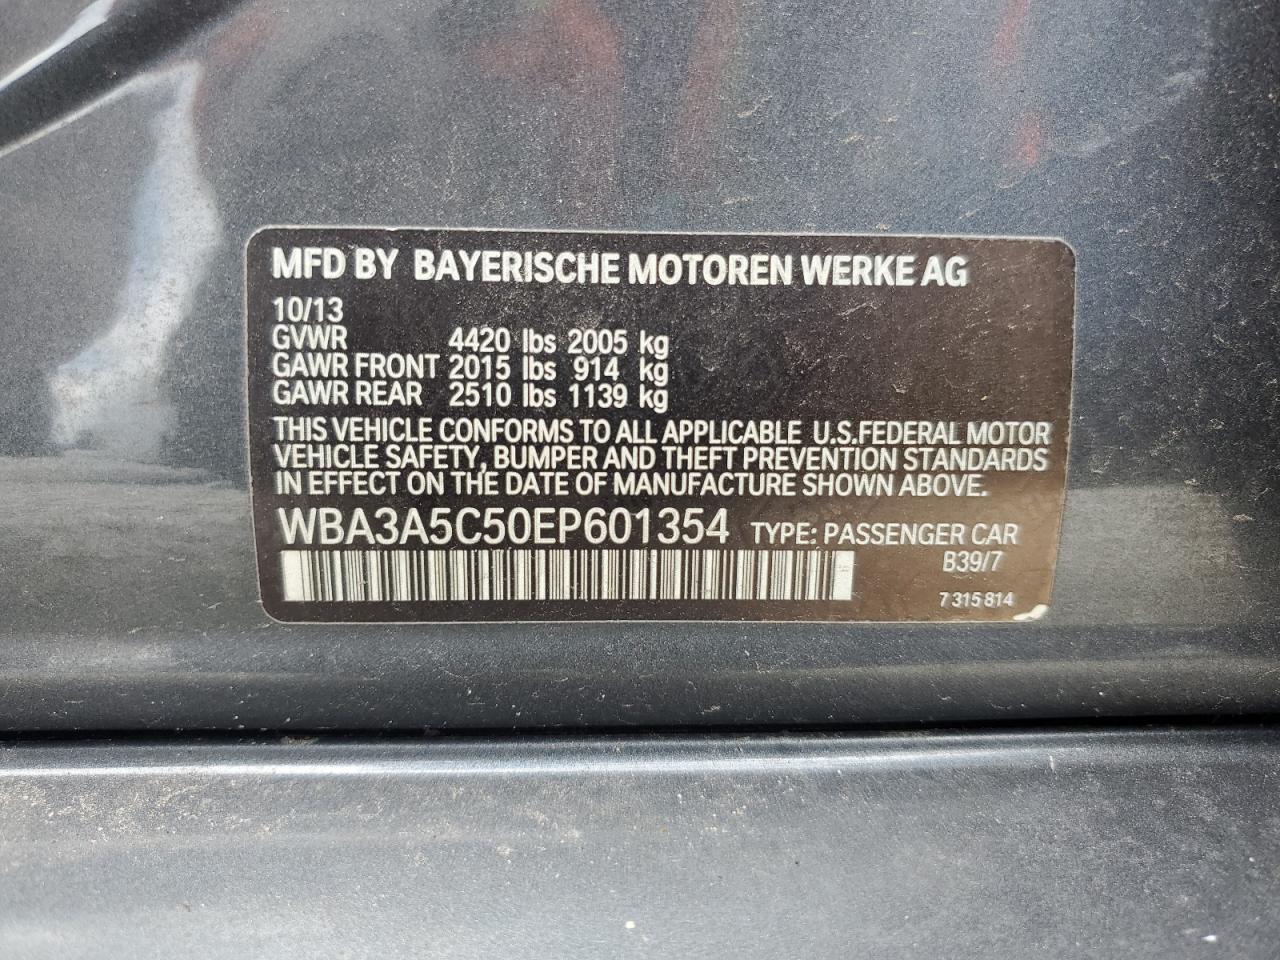 MFD BY BAYERISCHE MOTOREN WERKE AG
10/13
GVWR 4420 lbs 2005 kg
GAWR FRONT 2015 lbs 914 kg
GAWR REAR 2510 lbs 1139 kg
THIS VEHICLE CONFORMS TO ALL APPLICABLE U.S.FEDERAL MOTOR
VEHICLE SAFETY, BUMPER AND THEFT PREVENTION STANDARDS
IN EFFECT ON THE DATE OF MANUFACTURE SHOWN ABOVE.
WBA3A5C50EP601354 TYPE: PASSENGER CAR
B39/7
7 315 814